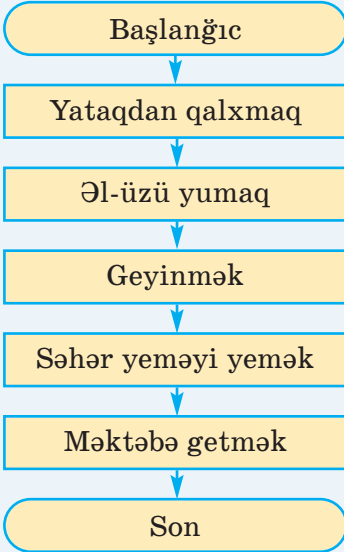 Başlanğıc
Yataqdan qalxmaq
Əl-üzü yumaq
Geyinmək
Səhər yeməyi yemək
Məktəbə getmək
Son